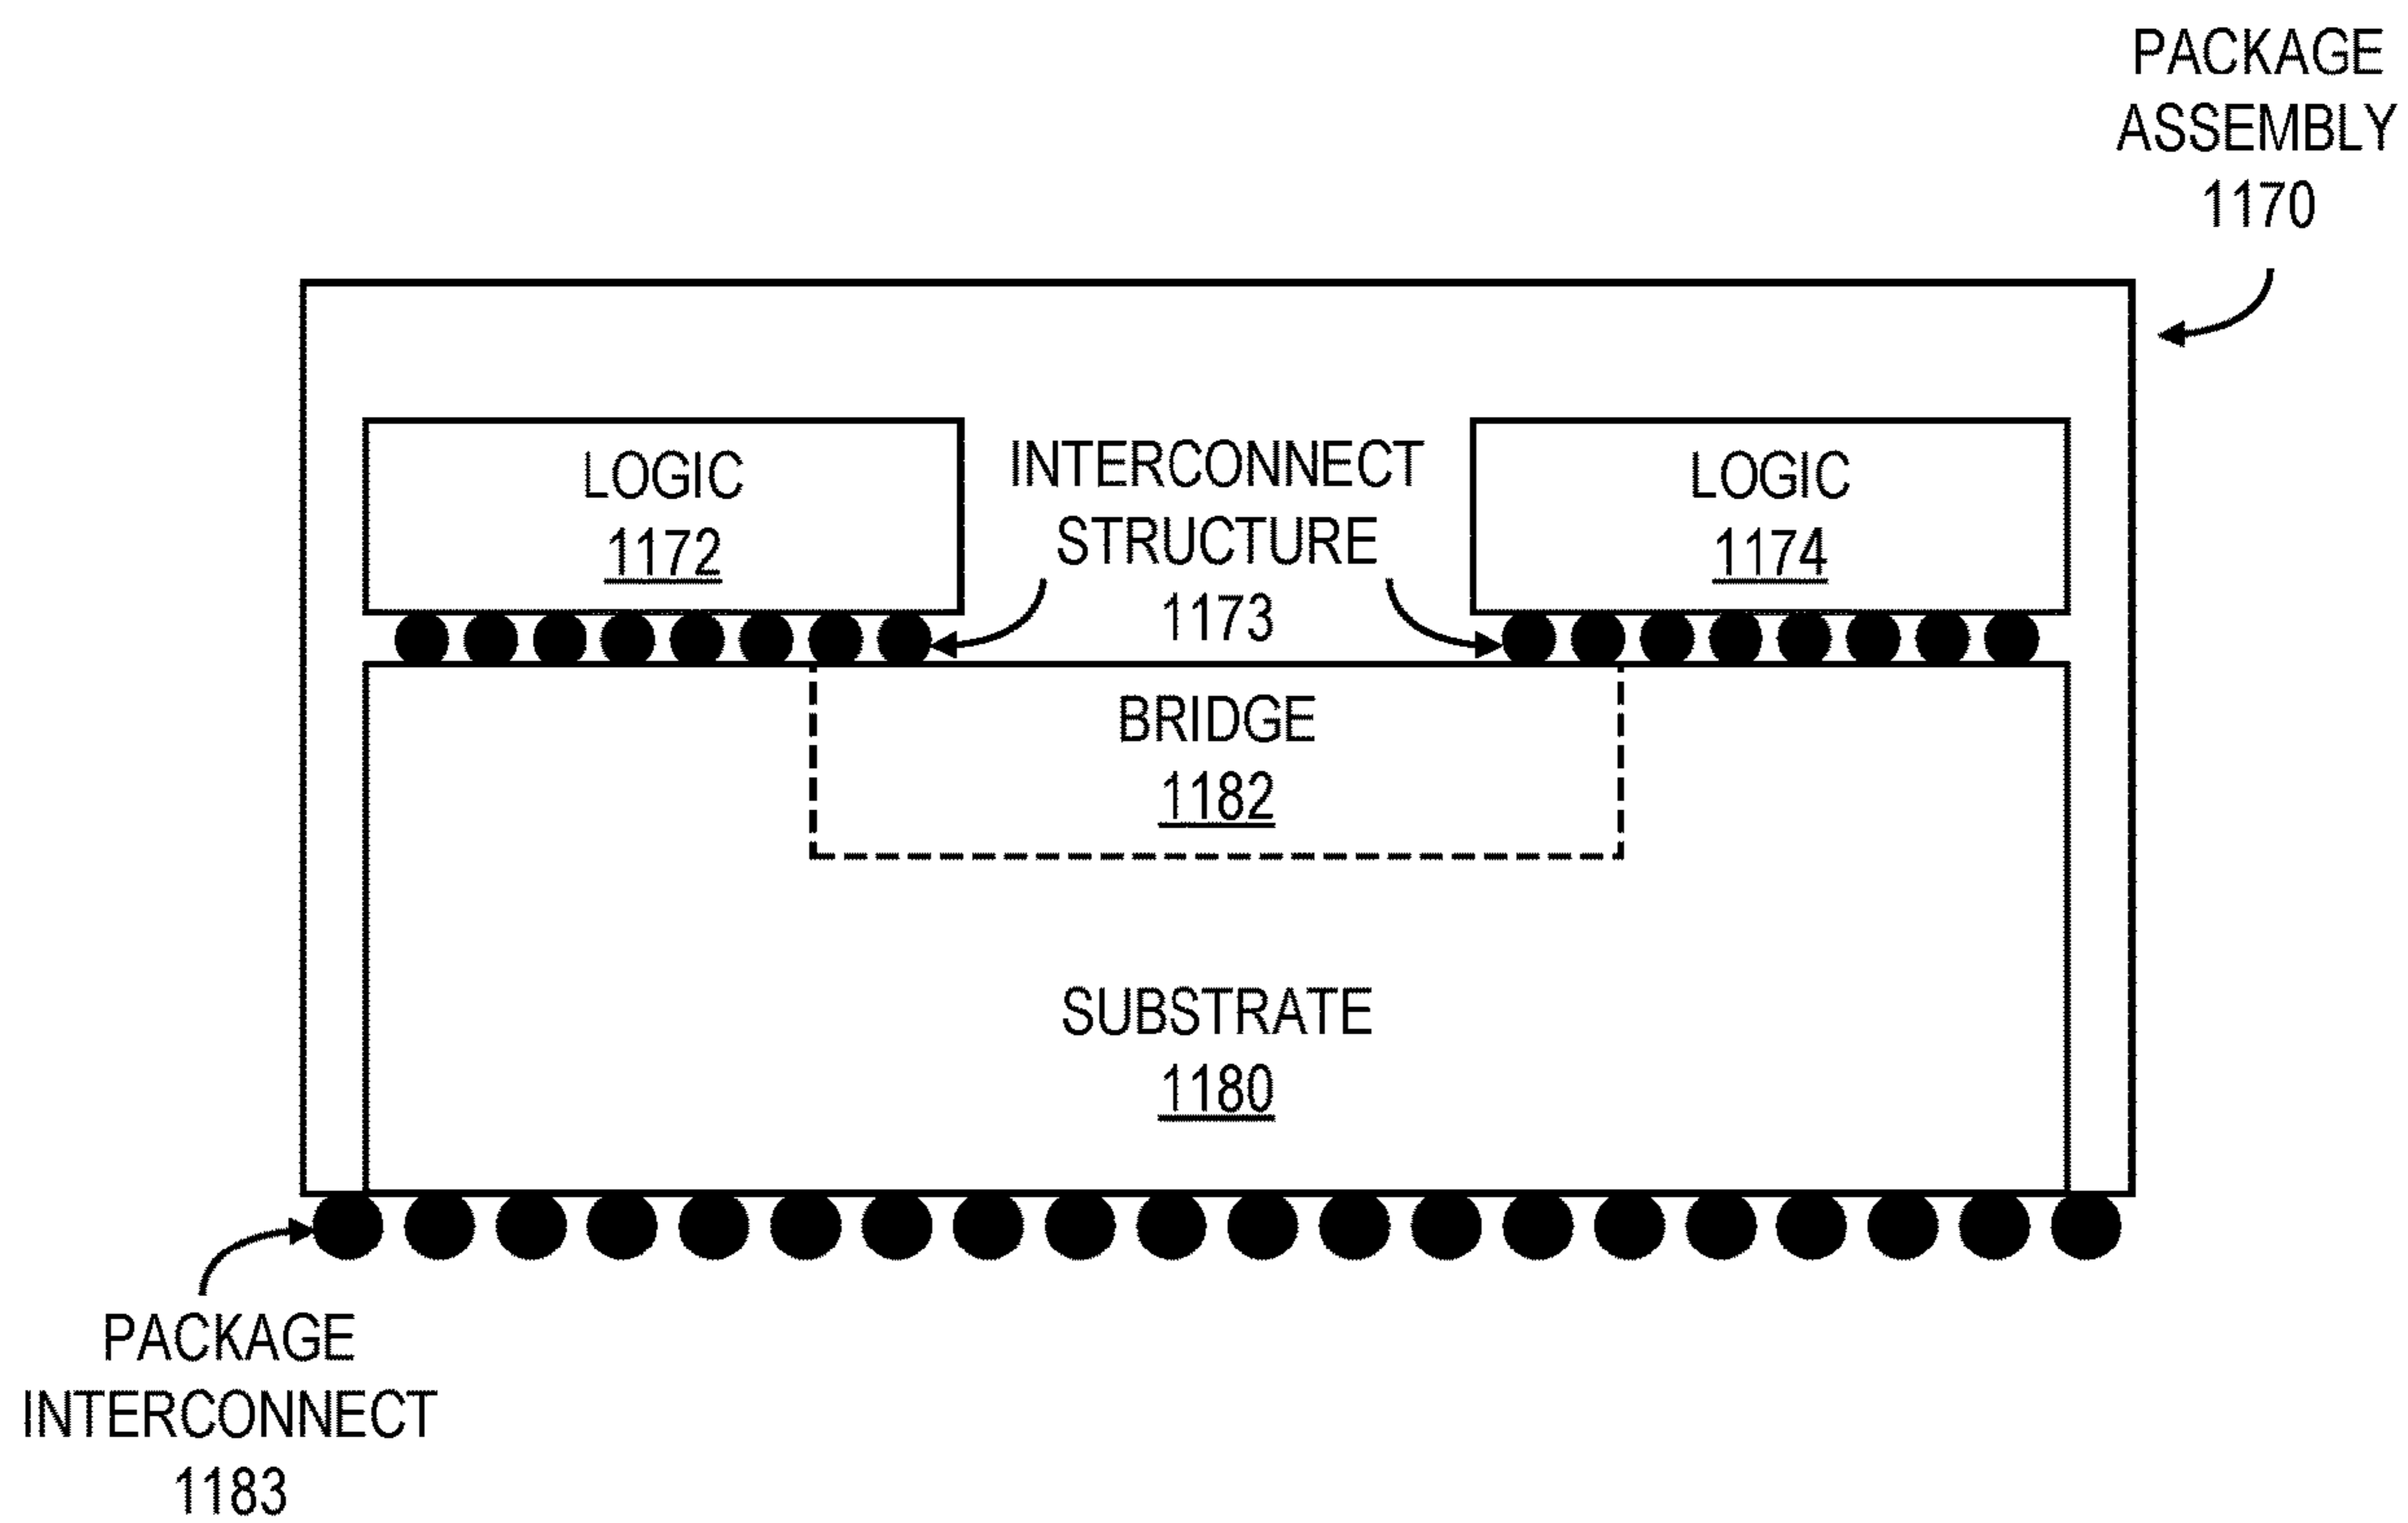 PACKAGE
ASSEMBLY
1170
LOGIC
1172
INTERCONNECT
STRUCTURE
1173
LOGIC
1174
BRIDGE
1182
SUBSTRATE
1180
PACKAGE
INTERCONNECT
1183